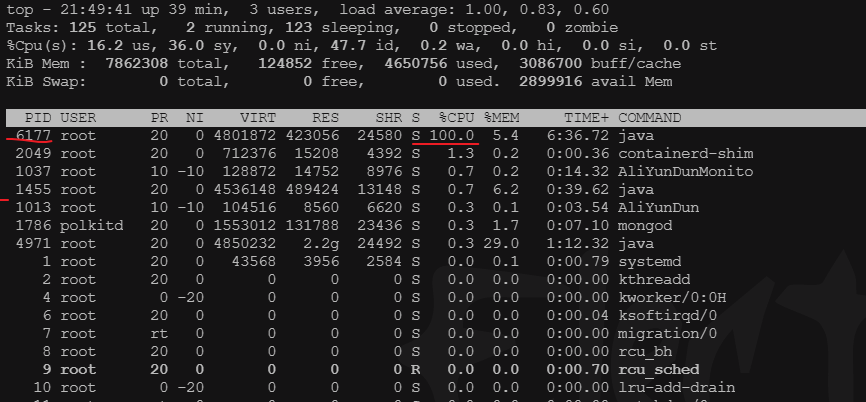 top - 21:49:41 up 39 min,  3 users,  load average: 1.00, 0.83, 0.60
Tasks: 125 total,   2 running, 123 sleeping,   0 stopped,   0 zombie
%Cpu(s): 16.2 us, 36.0 sy,  0.0 ni, 47.7 id,  0.2 wa,  0.0 hi,  0.0 si,  0.0 st
KiB Mem :  7862308 total,   124852 free,  4650756 used,  3086700 buff/cache
KiB Swap:        0 total,        0 free,        0 used.  2899916 avail Mem
PID USER      PR  NI    VIRT    RES    SHR S  %CPU %MEM     TIME+ COMMAND
6177 root      20   0 4801872 423056  24580 S 100.0  5.4   6:36.72 java
2049 root      20   0  712376  15208   4392 S   1.3  0.2   0:00.36 containerd-shim
1037 root      10 -10  128872  14752   8976 S   0.7  0.2   0:14.32 AliYunDunMonito
1455 root      20   0 4536148 489424  13148 S   0.7  6.2   0:39.62 java
1013 root      10 -10  104516   8560   6620 S   0.3  0.1   0:03.54 AliYunDun
1786 polkitd   20   0 1553012 131788  23436 S   0.3  1.7   0:07.10 mongod
4971 root      20   0 4850232   2.2g  24492 S   0.3 29.0   1:12.32 java
1 root      20   0   43568   3956   2584 S   0.0  0.1   0:00.79 systemd
2 root      20   0       0      0      0 S   0.0  0.0   0:00.00 kthreadd
4 root       0 -20       0      0      0 S   0.0  0.0   0:00.00 kworker/0:0H
6 root      20   0       0      0      0 S   0.0  0.0   0:00.04 ksoftirqd/0
7 root      rt   0       0      0      0 S   0.0  0.0   0:00.00 migration/0
8 root      20   0       0      0      0 S   0.0  0.0   0:00.00 rcu_bh
9 root      20   0       0      0      0 R   0.0  0.0   0:00.70 rcu_sched
10 root       0 -20       0      0      0 S   0.0  0.0   0:00.00 lru-add-drain